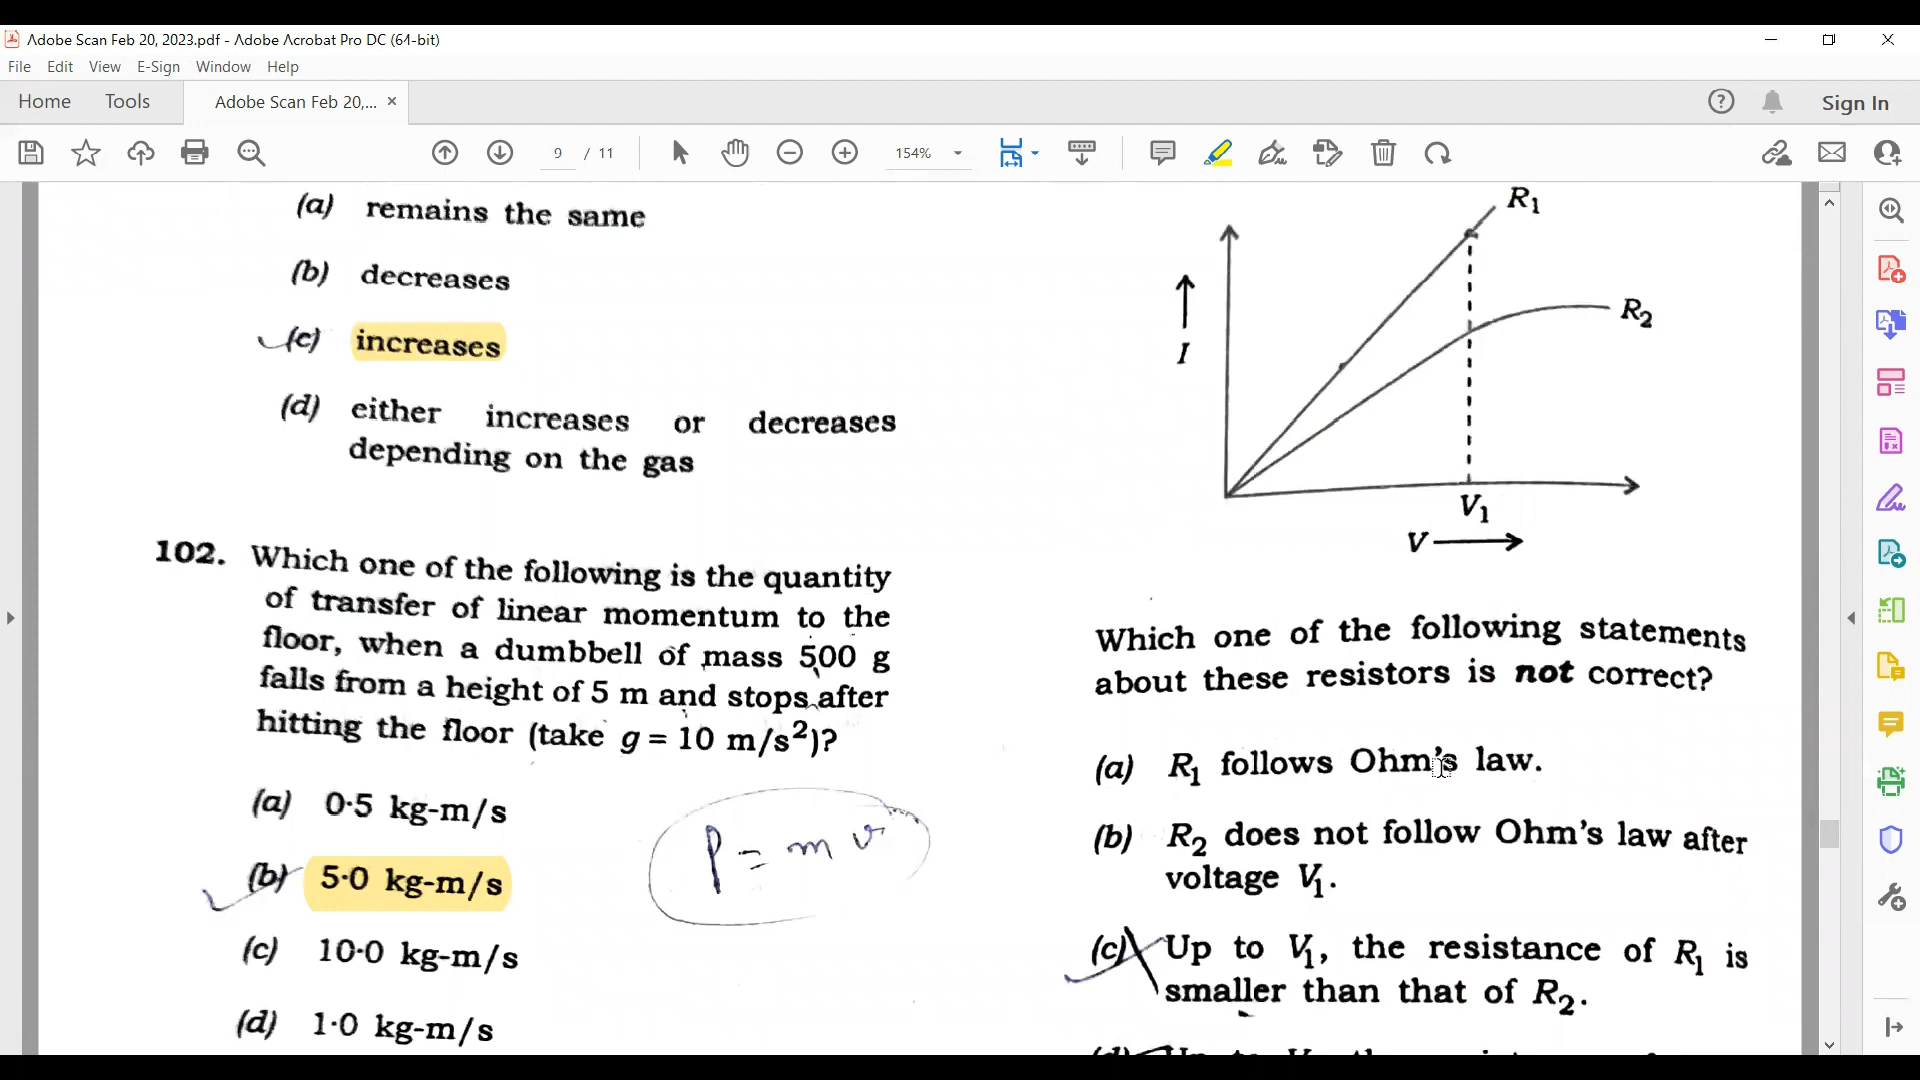 Adobe Scan Feb 20, 2023.pdf - Adobe Acrobat Pro DC (64-bit)
File Edit View E-Sign Window Help
Home Tools Adobe Scan Feb 20,... ×
Sign In
9 / 11
154%
(a) remains the same
(b) decreases
(c) increases
(d) either increases or decreases
depending on the gas
102. Which one of the following is the quantity
of transfer of linear momentum to the
floor, when a dumbbell of mass 500 g
falls from a height of 5 m and stops after
hitting the floor (take g = 10 m/s²)?
(a) 0·5 kg-m/s
(b) 5·0 kg-m/s
(c) 10·0 kg-m/s
(d) 1·0 kg-m/s
P = m v
R₁
R₂
I
V₁
V
Which one of the following statements
about these resistors is not correct?
(a) R₁ follows Ohm's law.
(b) R₂ does not follow Ohm's law after
voltage V₁.
(c) Up to V₁, the resistance of R₁ is
smaller than that of R₂.